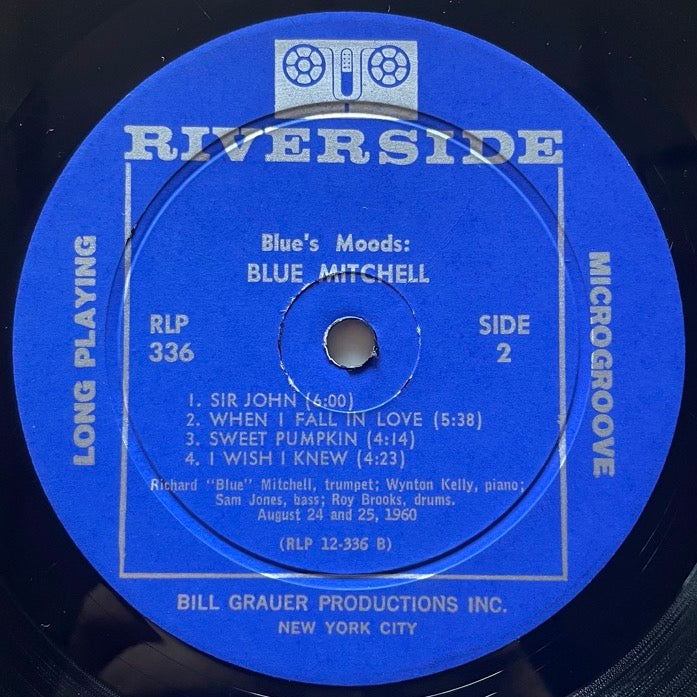 RIVERSIDE
Blue's Moods:
BLUE MITCHELL
LONG PLAYING
MICROGROOVE
RLP
336
SIDE
2
1. SIR JOHN (6:00)
2. WHEN I FALL IN LOVE (5:38)
3. SWEET PUMPKIN (4:14)
4. I WISH I KNEW (4:23)
Richard "Blue" Mitchell, trumpet; Wynton Kelly, piano;
Sam Jones, bass; Roy Brooks, drums.
August 24 and 25, 1960
(RLP 12-336 B)
BILL GRAUER PRODUCTIONS INC.
NEW YORK CITY